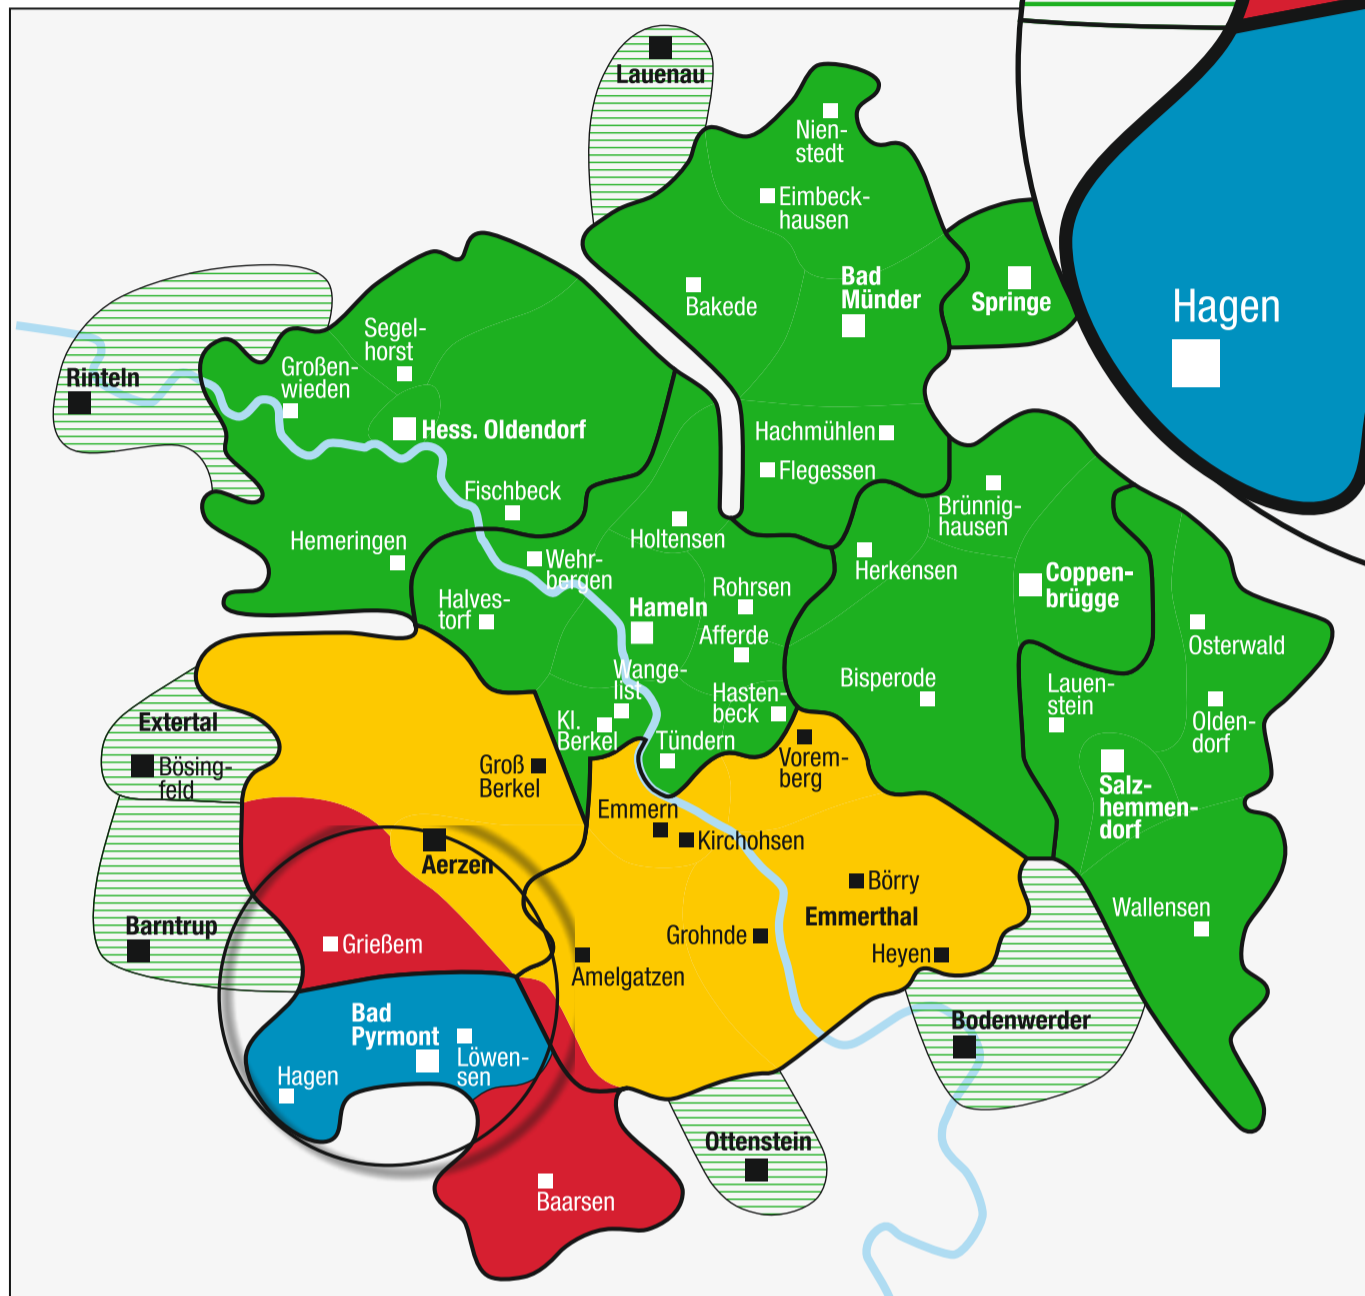 Lauenau
Nien-
stedt
Eimbeck-
hausen
Bad
Münder
Bakede
Springe
Hagen
Segel-
horst
Großen-
wieden
Rinteln
Hess. Oldendorf
Hachmühlen
Flegessen
Fischbeck
Brünnig-
hausen
Holtensen
Hemeringen
Wehr-
bergen
Herkensen
Coppen-
brügge
Rohrsen
Halves-
torf
Hameln
Afferde
Osterwald
Wange-
list
Hasten-
beck
Bisperode
Lauen-
stein
Olden-
dorf
Extertal
Bösing-
feld
Kl.
Berkel
Tündern
Groß
Berkel
Vorem-
berg
Salz-
hemmen-
dorf
Emmern
Kirchohsen
Aerzen
Börry
Emmerthal
Wallensen
Barntrup
Grießem
Grohnde
Heyen
Amelgatzen
Bad
Pyrmont
Löwen-
sen
Hagen
Bodenwerder
Ottenstein
Baarsen